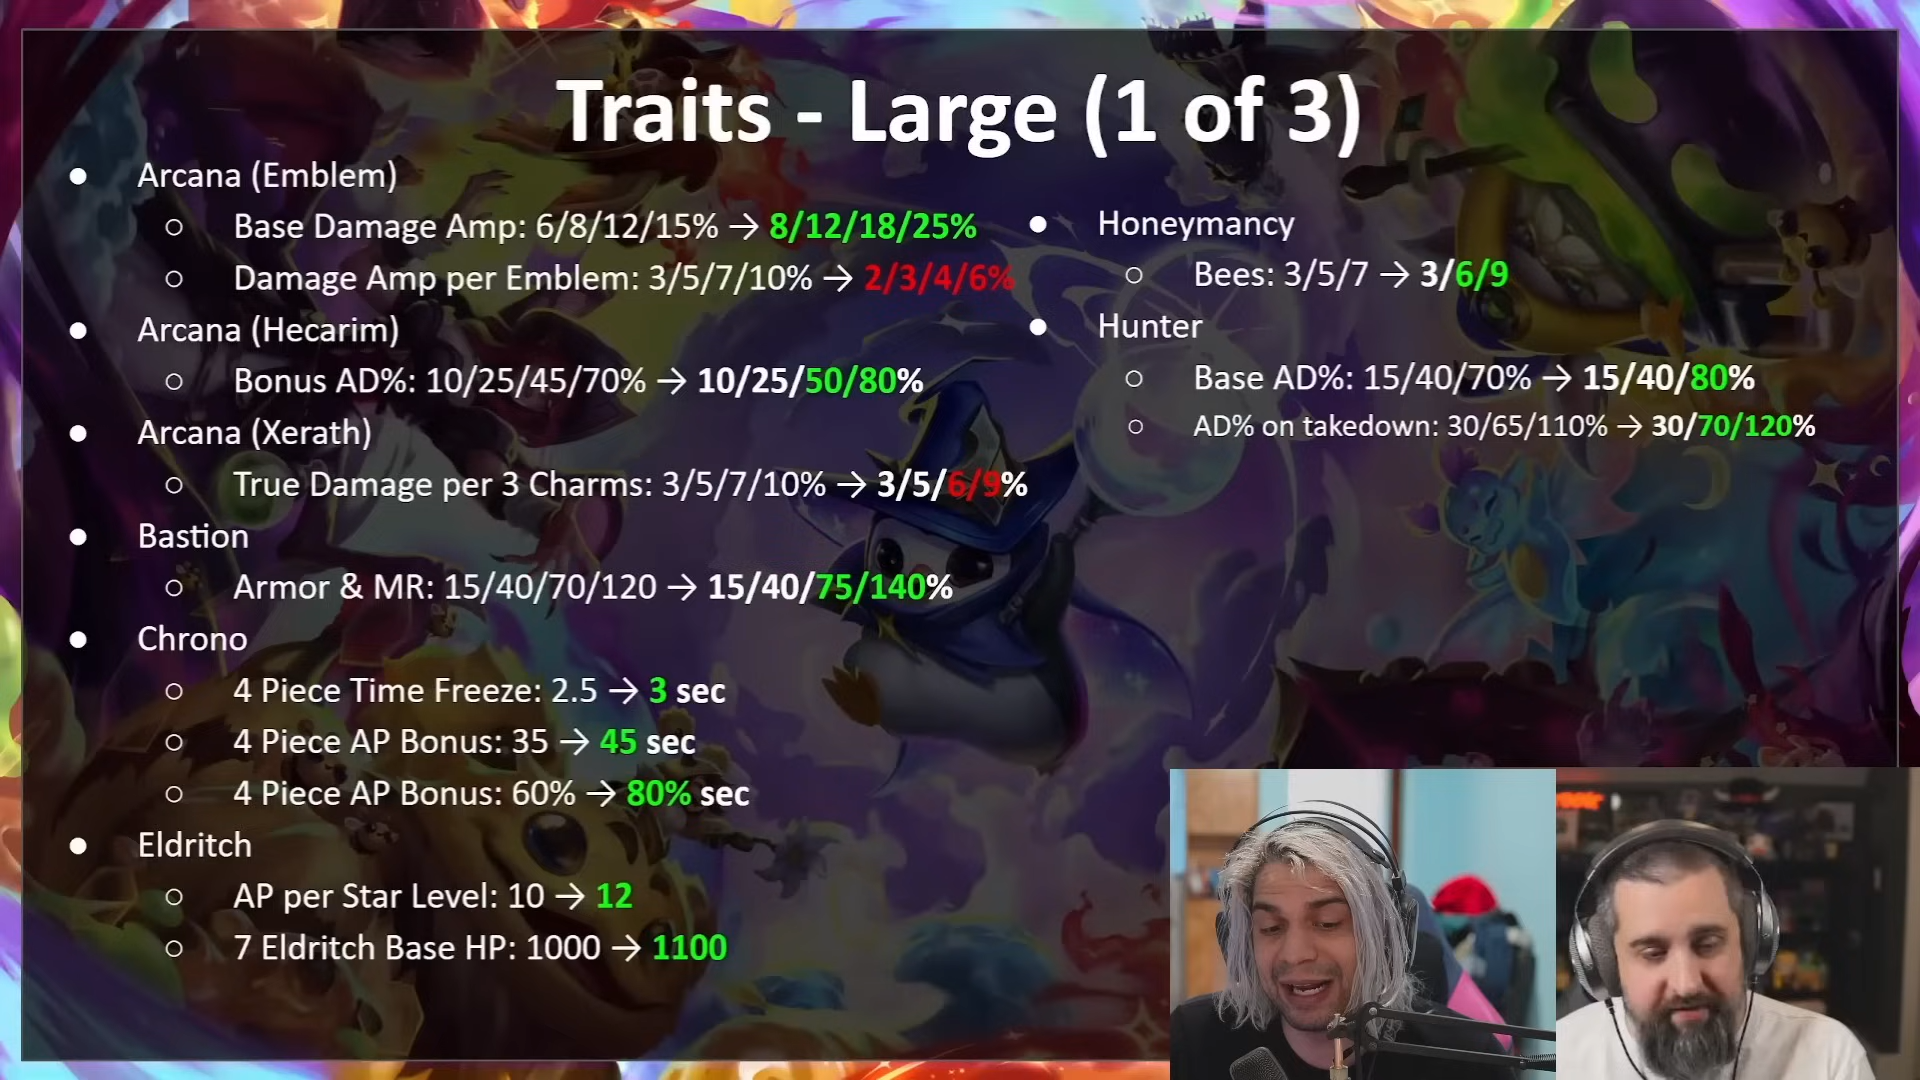 Traits - Large (1 of 3)
● Arcana (Emblem)
○ Base Damage Amp: 6/8/12/15% → 8/12/18/25%
○ Damage Amp per Emblem: 3/5/7/10% → 2/3/4/6%
● Arcana (Hecarim)
○ Bonus AD%: 10/25/45/70% → 10/25/50/80%
● Arcana (Xerath)
○ True Damage per 3 Charms: 3/5/7/10% → 3/5/6/9%
● Bastion
○ Armor & MR: 15/40/70/120 → 15/40/75/140%
● Chrono
○ 4 Piece Time Freeze: 2.5 → 3 sec
○ 4 Piece AP Bonus: 35 → 45 sec
○ 4 Piece AP Bonus: 60% → 80% sec
● Eldritch
○ AP per Star Level: 10 → 12
○ 7 Eldritch Base HP: 1000 → 1100
● Honeymancy
○ Bees: 3/5/7 → 3/6/9
● Hunter
○ Base AD%: 15/40/70% → 15/40/80%
○ AD% on takedown: 30/65/110% → 30/70/120%